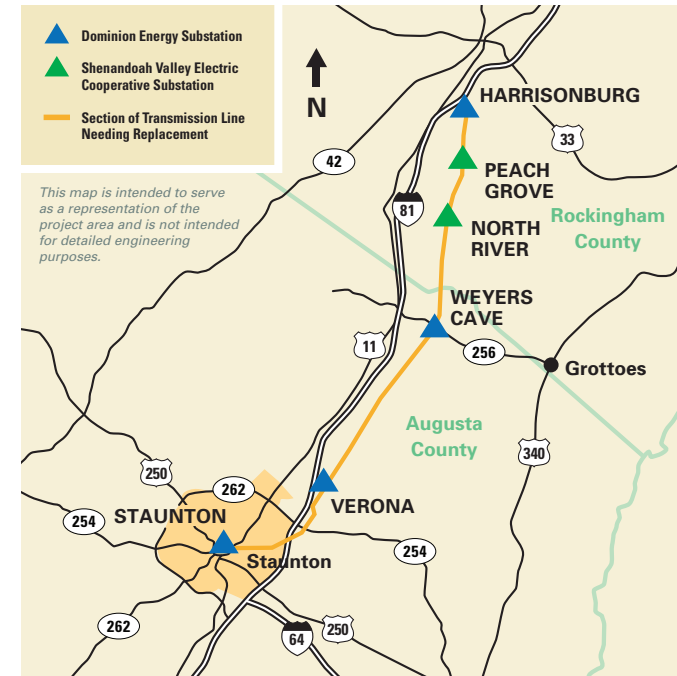 Dominion Energy Substation
Shenandoah Valley Electric
Cooperative Substation
Section of Transmission Line
Needing Replacement
This map is intended to serve
as a representation of the
project area and is not intended
for detailed engineering
purposes.
N
HARRISONBURG
33
42
PEACH
GROVE
81
NORTH
RIVER
Rockingham
County
WEYERS
CAVE
11
256
Grottoes
Augusta
County
340
250
262
254
STAUNTON
VERONA
Staunton
254
262
64
250